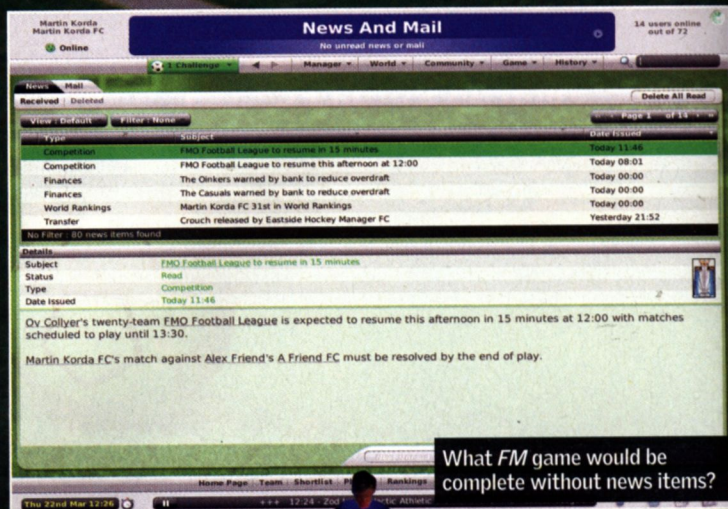 Martin Korda
Martin Korda FC
Online
News And Mail
No unread news or mail
14 users online
out of 72
1 Challenge
Manager
World
Community
Game
History
News
Mail
Received | Deleted
Delete All Read
View : Default
Filter : None
Page 1 of 14
Type Subject Date Issued
Competition FMO Football League to resume in 15 minutes Today 11:46
Competition FMO Football League to resume this afternoon at 12:00 Today 08:01
Finances The Oinkers warned by bank to reduce overdraft Today 00:00
Finances The Casuals warned by bank to reduce overdraft Today 00:00
World Rankings Martin Korda FC 31st in World Rankings Today 00:00
Transfer Crouch released by Eastside Hockey Manager FC Yesterday 21:52
No Filter : 80 news items found
Details
Subject FMO Football League to resume in 15 minutes
Status Read
Type Competition
Date Issued Today 11:46
Ov Collyer's twenty-team FMO Football League is expected to resume this afternoon in 15 minutes at 12:00 with matches
scheduled to play until 13:30.
Martin Korda FC's match against Alex Friend's A Friend FC must be resolved by the end of play.
What FM game would be
complete without news items?
Home Page Team Shortlist Rankings
Thu 22nd Mar 12:26
+++ 12:24 - Zod Athletic